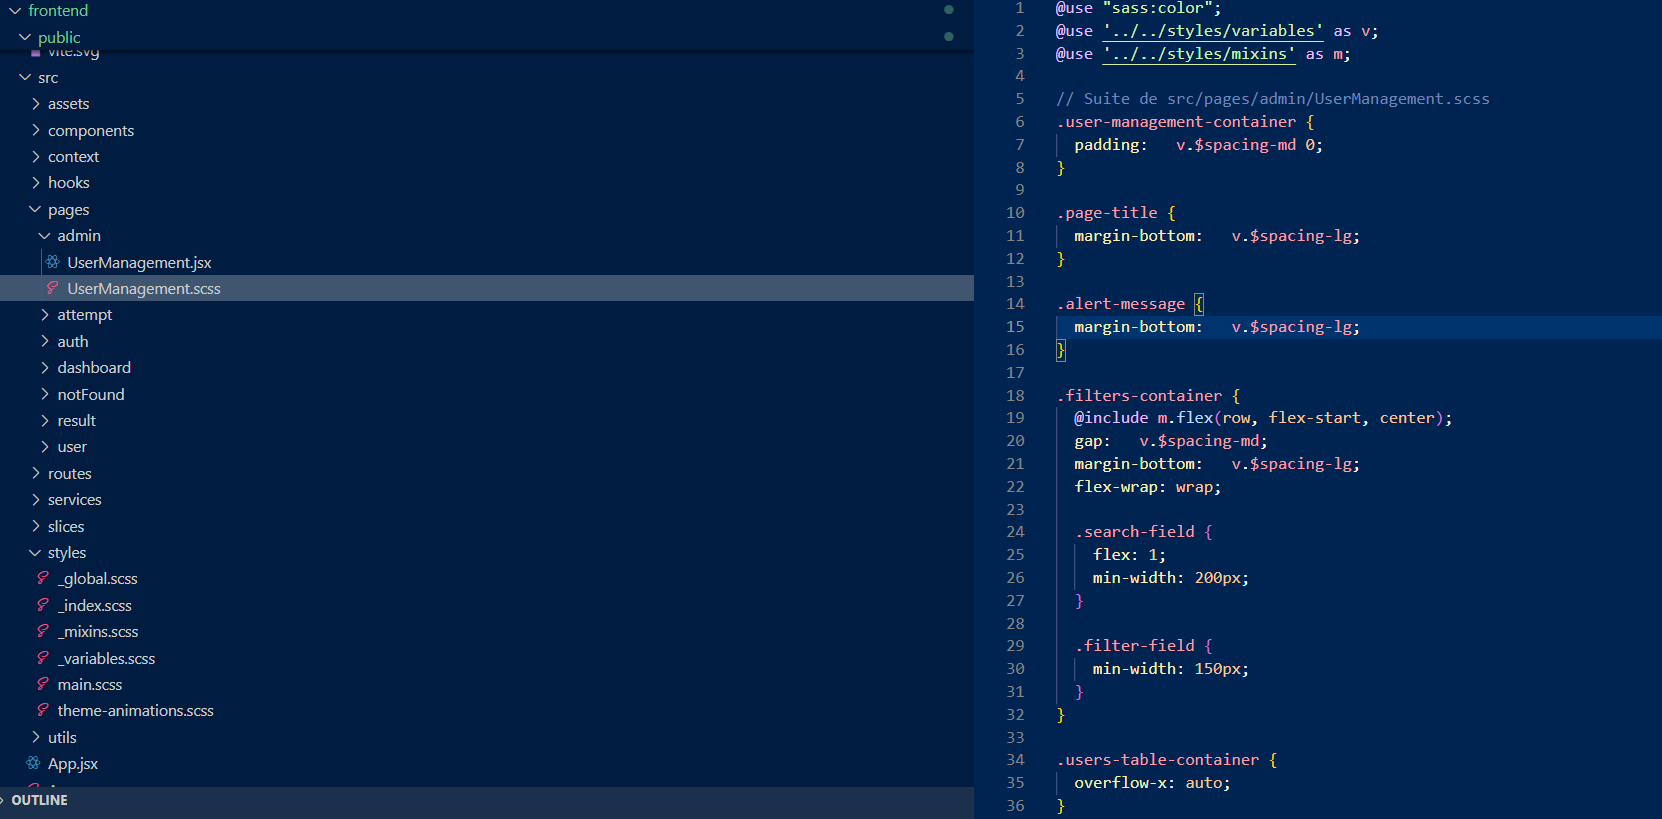 frontend
public
vite.svg
src
assets
components
context
hooks
pages
admin
UserManagement.jsx
UserManagement.scss
attempt
auth
dashboard
notFound
result
user
routes
services
slices
styles
_global.scss
_index.scss
_mixins.scss
_variables.scss
main.scss
theme-animations.scss
utils
App.jsx
OUTLINE
1 @use "sass:color";
2 @use '../../styles/variables' as v;
3 @use '../../styles/mixins' as m;
4
5 // Suite de src/pages/admin/UserManagement.scss
6 .user-management-container {
7 padding:   v.$spacing-md 0;
8 }
9
10 .page-title {
11 margin-bottom:   v.$spacing-lg;
12 }
13
14 .alert-message {
15 margin-bottom:   v.$spacing-lg;
16 }
17
18 .filters-container {
19 @include m.flex(row, flex-start, center);
20 gap:   v.$spacing-md;
21 margin-bottom:   v.$spacing-lg;
22 flex-wrap: wrap;
23
24 .search-field {
25 flex: 1;
26 min-width: 200px;
27 }
28
29 .filter-field {
30 min-width: 150px;
31 }
32 }
33
34 .users-table-container {
35 overflow-x: auto;
36 }